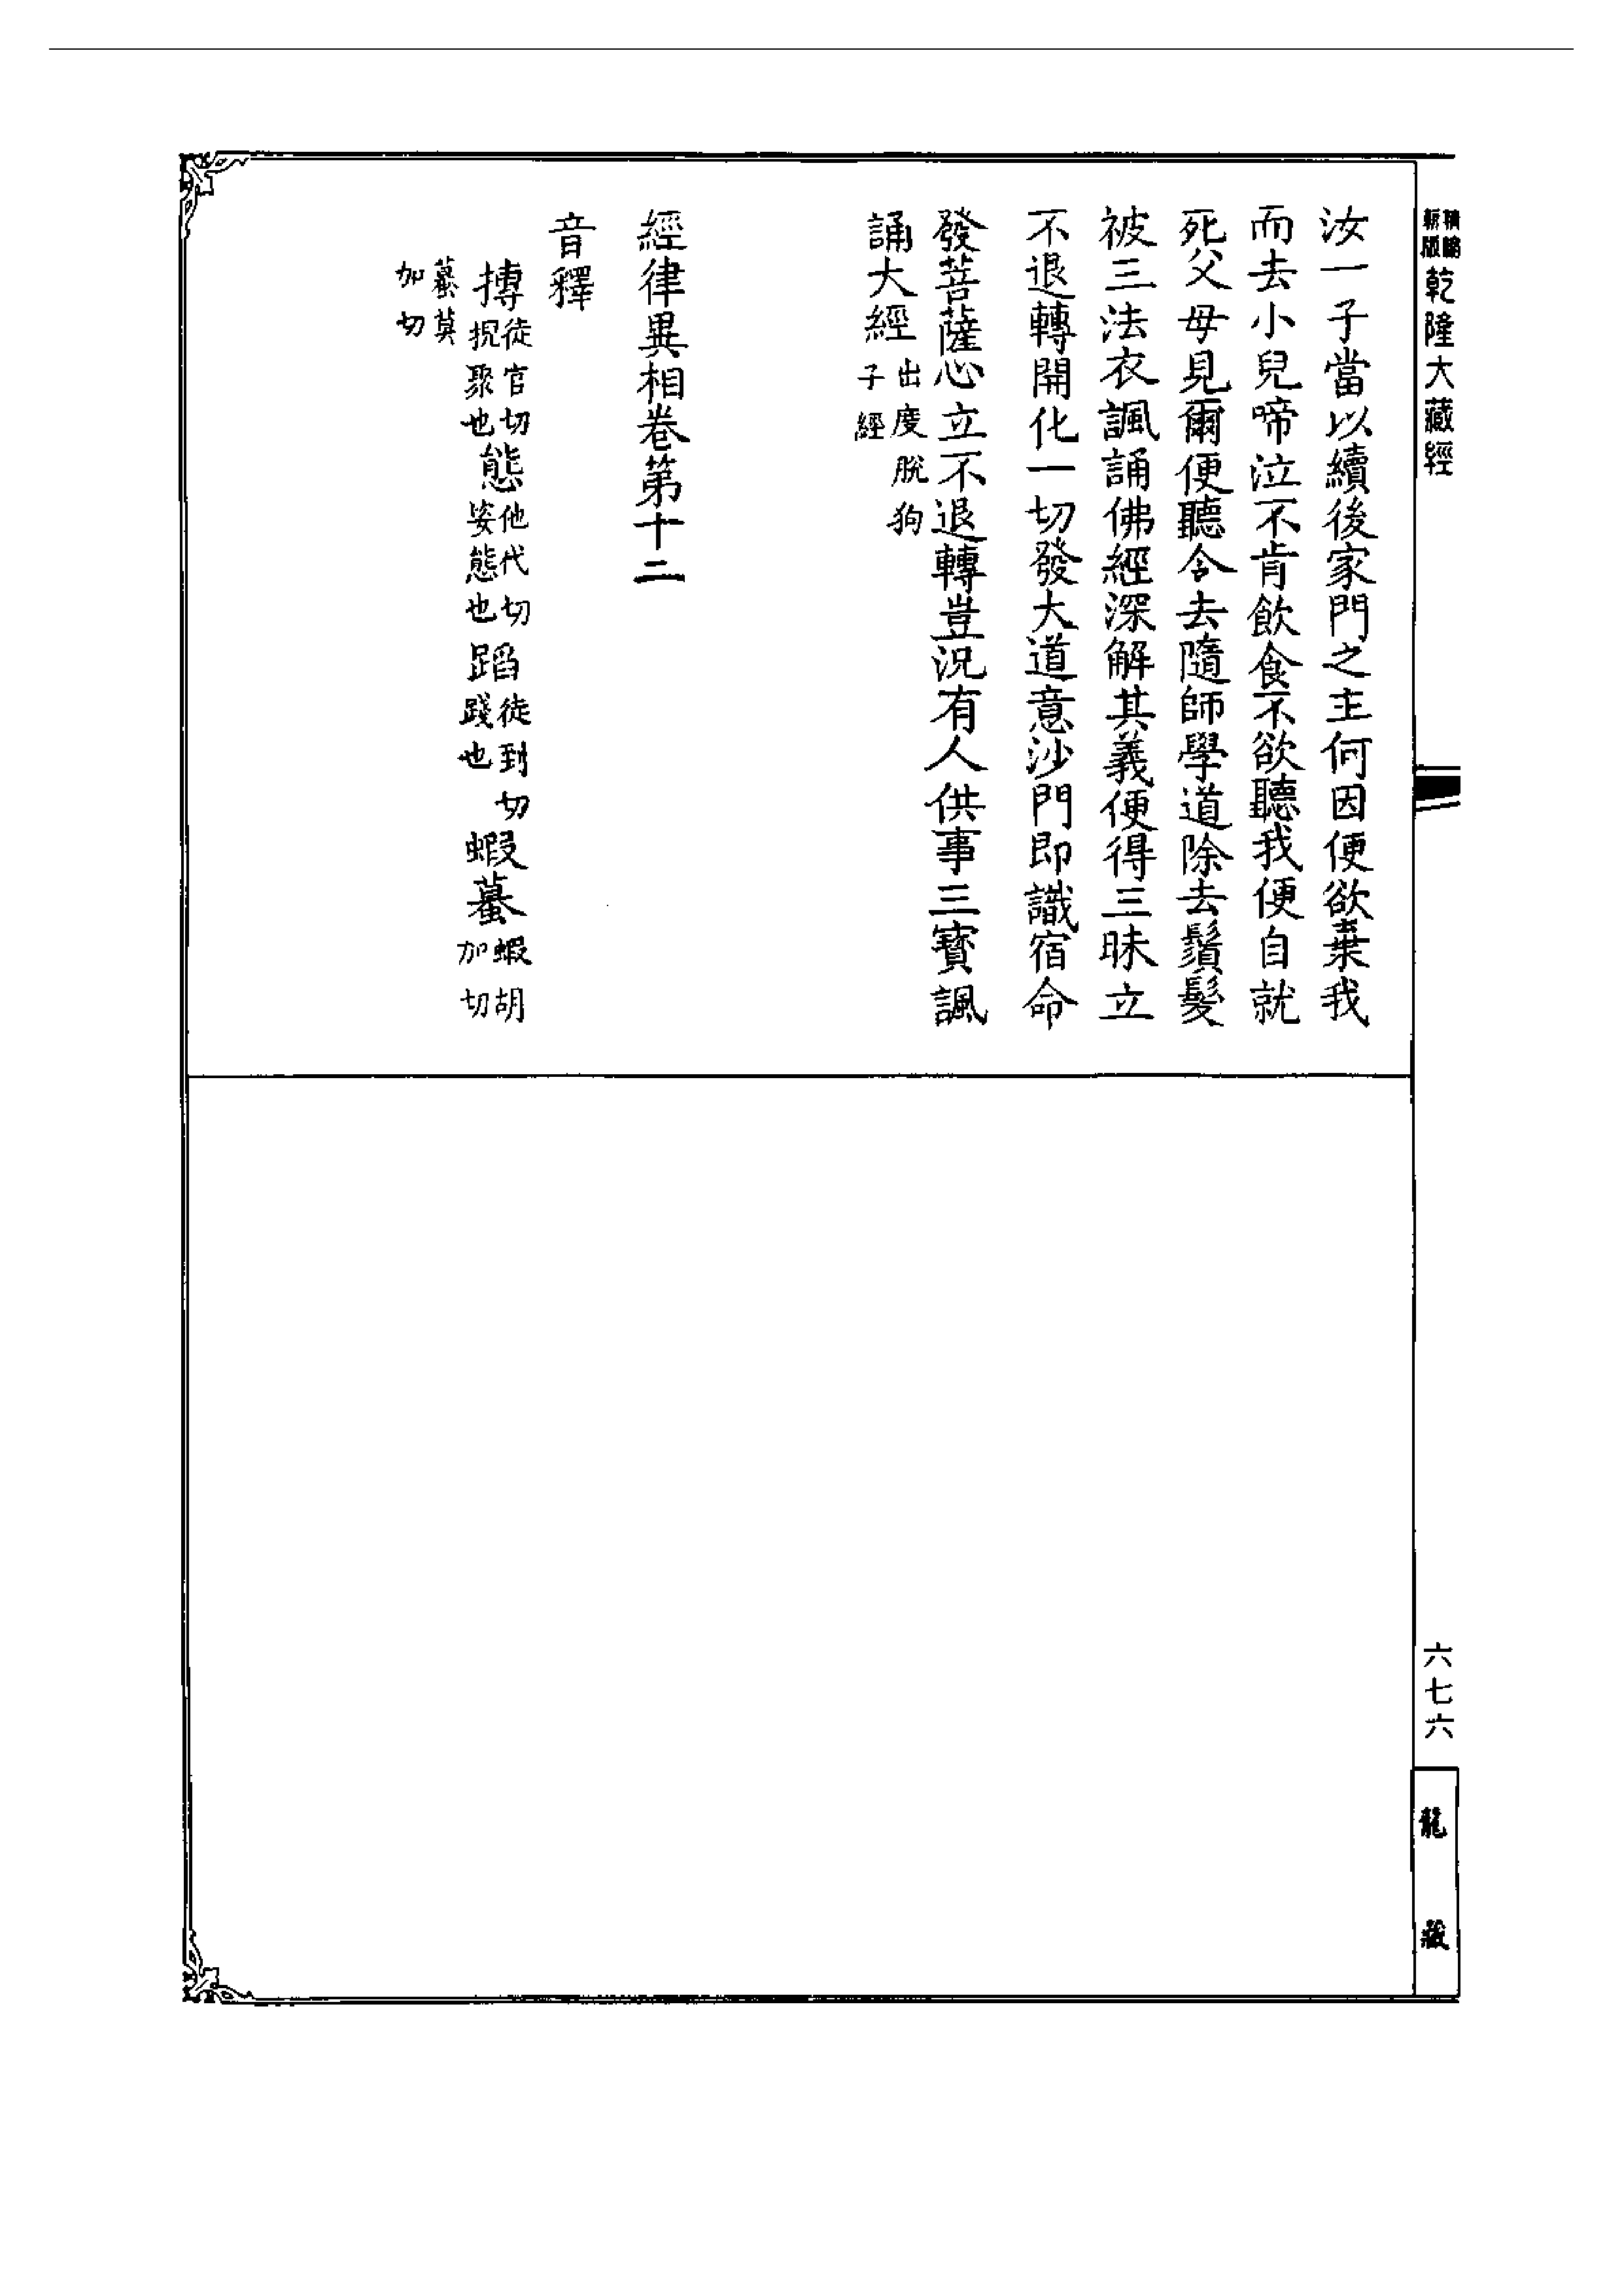 精縮新版乾隆大藏經
汝一子當以續後家門之主何因便欲棄我
而去小兒啼泣不肯飲食不欲聽我便自就
死父母見爾便聽令去隨師學道除去鬚髮
被三法衣諷誦佛經深解其義便得三昧立
不退轉開化一切發大道意沙門即識宿命
發菩薩心立不退轉豈況有人供事三寶諷
誦大經出度脫狗子經
經律異相卷第十二
音釋
摶徒官切捖聚也態他代切姿態也蹈徒到切踐也蝦蟇蝦胡加切
蟇莫加切
六七六
龍藏